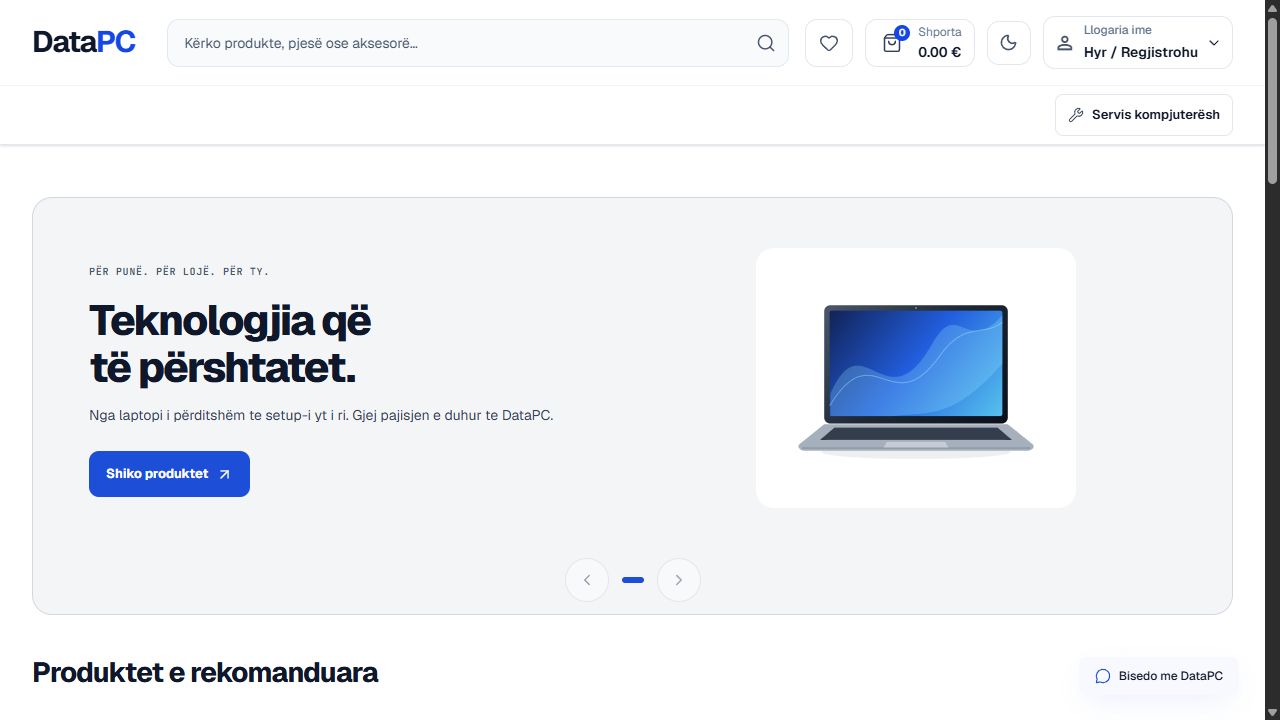 DataPC
Kërko produkte, pjesë ose aksesorë...
0
Shporta
0.00 €
Llogaria ime
Hyr / Regjistrohu
Servis kompjuterësh
PËR PUNË. PËR LOJË. PËR TY.
Teknologjia që
të përshtatet.
Nga laptopi i përditshëm te setup-i yt i ri. Gjej pajisjen e duhur te DataPC.
Shiko produktet
Produktet e rekomanduara
Bisedo me DataPC